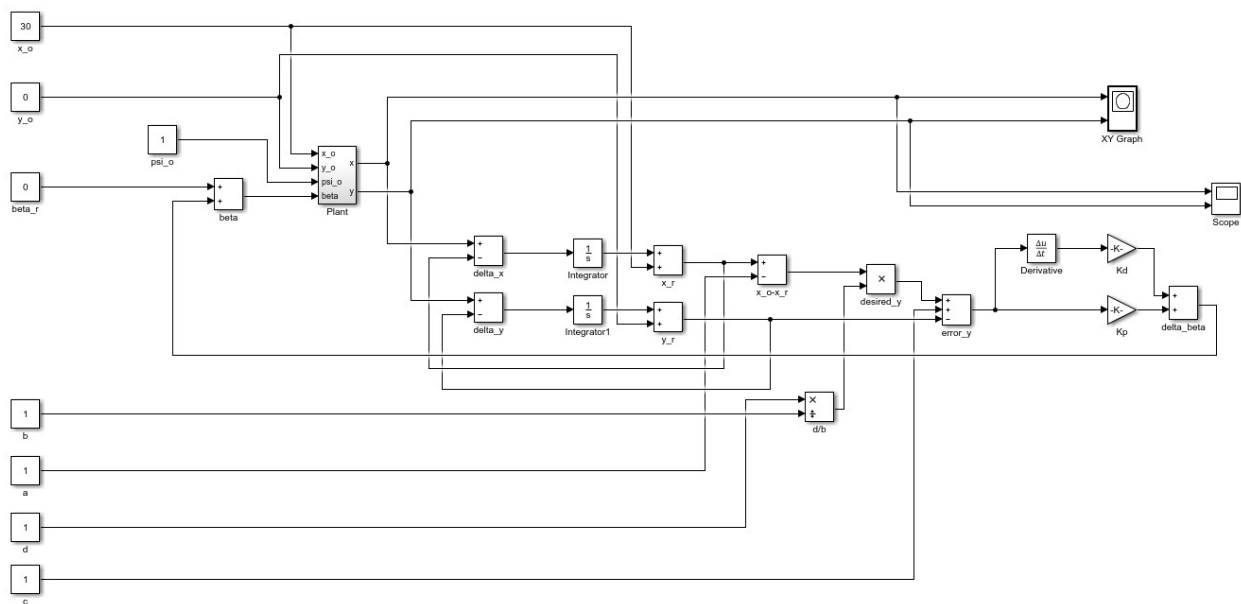 30
x_o
0
y_o
1
psi_o
0
beta_r
+
+
beta
x_o
y_o
psi_o
beta
x
y
Plant
XY Graph
Scope
+
−
delta_x
1
s
Integrator
+
+
x_r
+
−
x_o-x_r
×
desired_y
+
−
delta_y
1
s
Integrator1
+
+
y_r
+
+
−
error_y
Δu
Δt
Derivative
-K-
Kd
-K-
Kp
+
+
delta_beta
×
÷
d/b
1
b
1
a
1
d
1
c